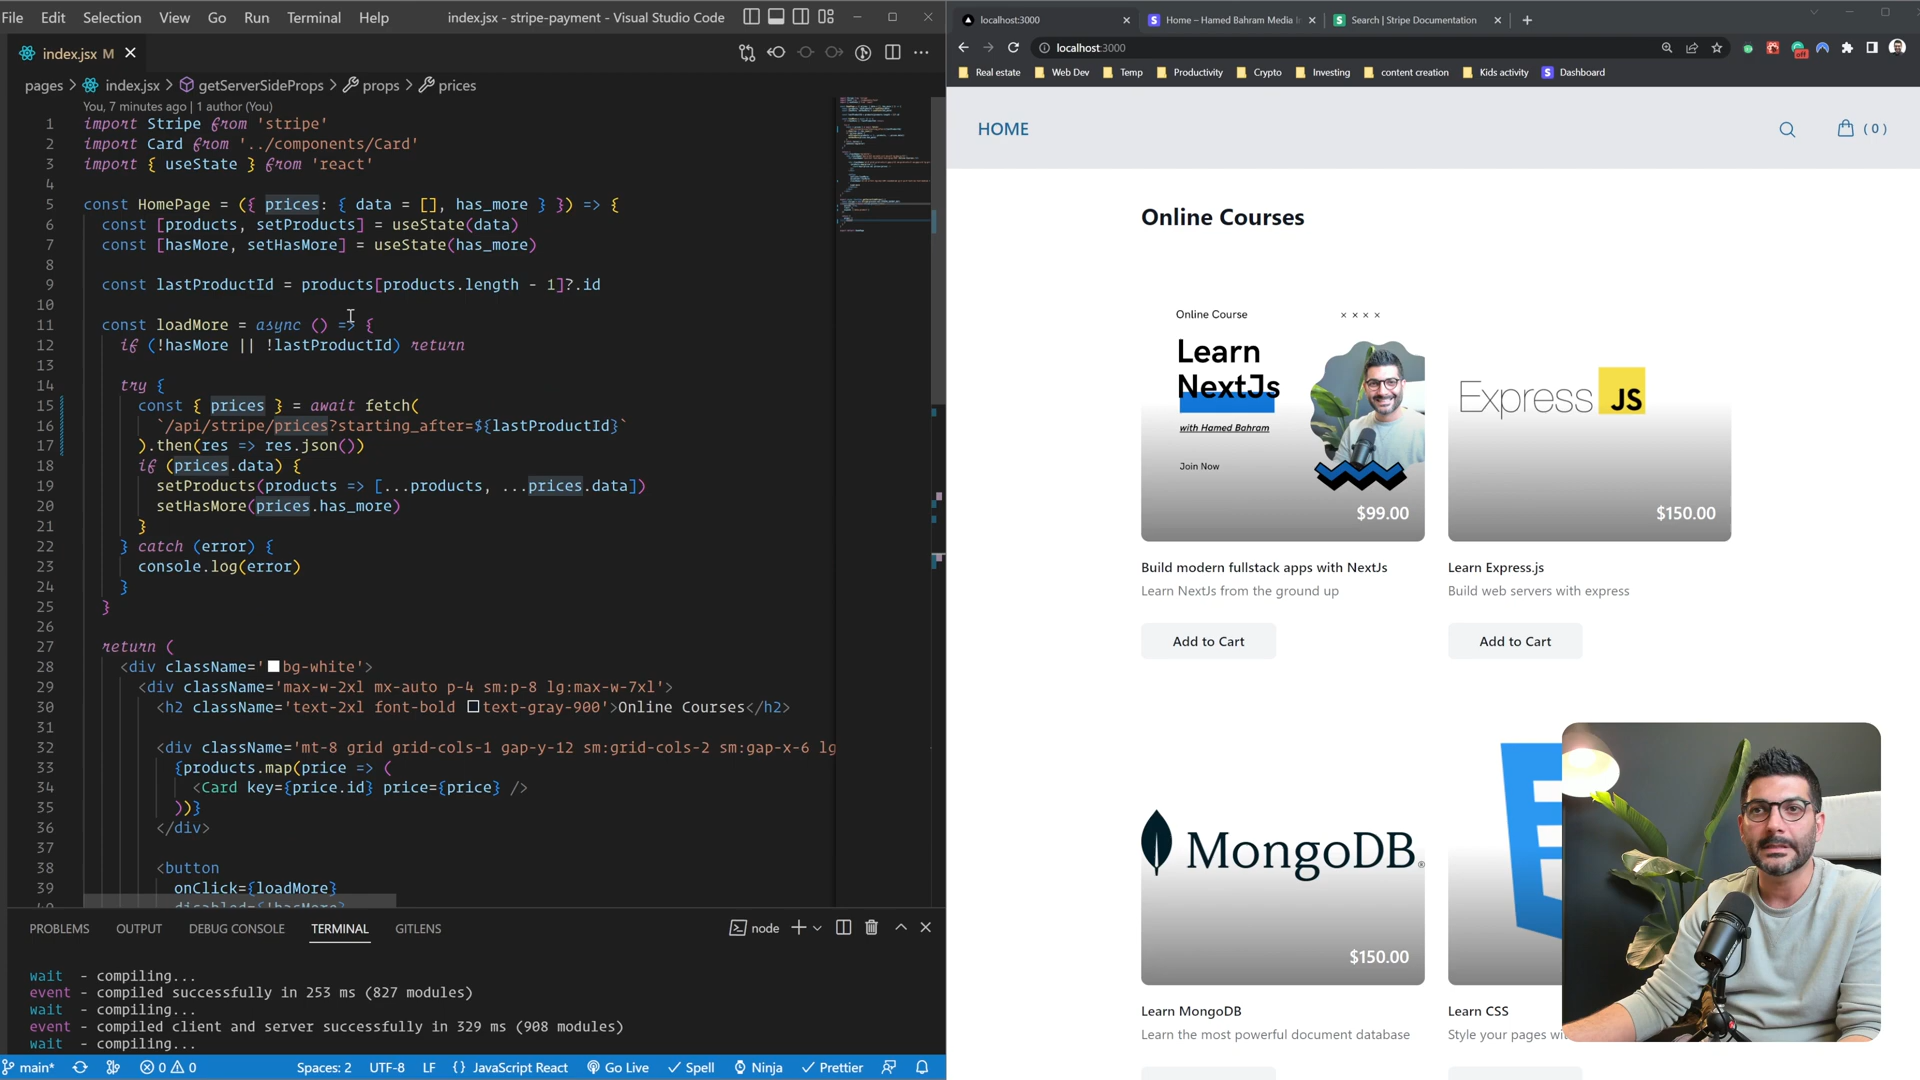 File Edit Selection View Go Run Terminal Help index.jsx - stripe-payment - Visual Studio Code
index.jsx M
pages > index.jsx > getServerSideProps > props > prices
You, 7 minutes ago | 1 author (You)
1 import Stripe from 'stripe'
2 import Card from '../components/Card'
3 import { useState } from 'react'
4
5 const HomePage = ({ prices: { data = [], has_more } }) => {
6 const [products, setProducts] = useState(data)
7 const [hasMore, setHasMore] = useState(has_more)
8
9 const lastProductId = products[products.length - 1]?.id
10
11 const loadMore = async () => {
12 if (!hasMore || !lastProductId) return
13
14 try {
15 const { prices } = await fetch(
16 `/api/stripe/prices?starting_after=${lastProductId}`
17 ).then(res => res.json())
18 if (prices.data) {
19 setProducts(products => [...products, ...prices.data])
20 setHasMore(prices.has_more)
21 }
22 } catch (error) {
23 console.log(error)
24 }
25 }
26
27 return (
28 <div className='bg-white'>
29 <div className='max-w-2xl mx-auto p-4 sm:p-8 lg:max-w-7xl'>
30 <h2 className='text-2xl font-bold text-gray-900'>Online Courses</h2>
31
32 <div className='mt-8 grid grid-cols-1 gap-y-12 sm:grid-cols-2 sm:gap-x-6 lg
33 {products.map(price => (
34 <Card key={price.id} price={price} />
35 ))}
36 </div>
37
38 <button
39 onClick={loadMore}
PROBLEMS OUTPUT DEBUG CONSOLE TERMINAL GITLENS
node
wait - compiling...
event - compiled successfully in 253 ms (827 modules)
wait - compiling...
event - compiled client and server successfully in 329 ms (908 modules)
wait - compiling...
main* 0 0 Spaces: 2 UTF-8 LF {} JavaScript React Go Live Spell Ninja Prettier
localhost:3000 Home – Hamed Bahram Media Search | Stripe Documentation
localhost:3000
Real estate Web Dev Temp Productivity Crypto Investing content creation Kids activity Dashboard
HOME
( 0 )
Online Courses
Online Course
Learn
NextJs
with Hamed Bahram
Join Now
$99.00
Express JS
$150.00
Build modern fullstack apps with NextJs
Learn NextJs from the ground up
Add to Cart
Learn Express.js
Build web servers with express
Add to Cart
MongoDB®
$150.00
Learn MongoDB
Learn the most powerful document database
Learn CSS
Style your pages wi